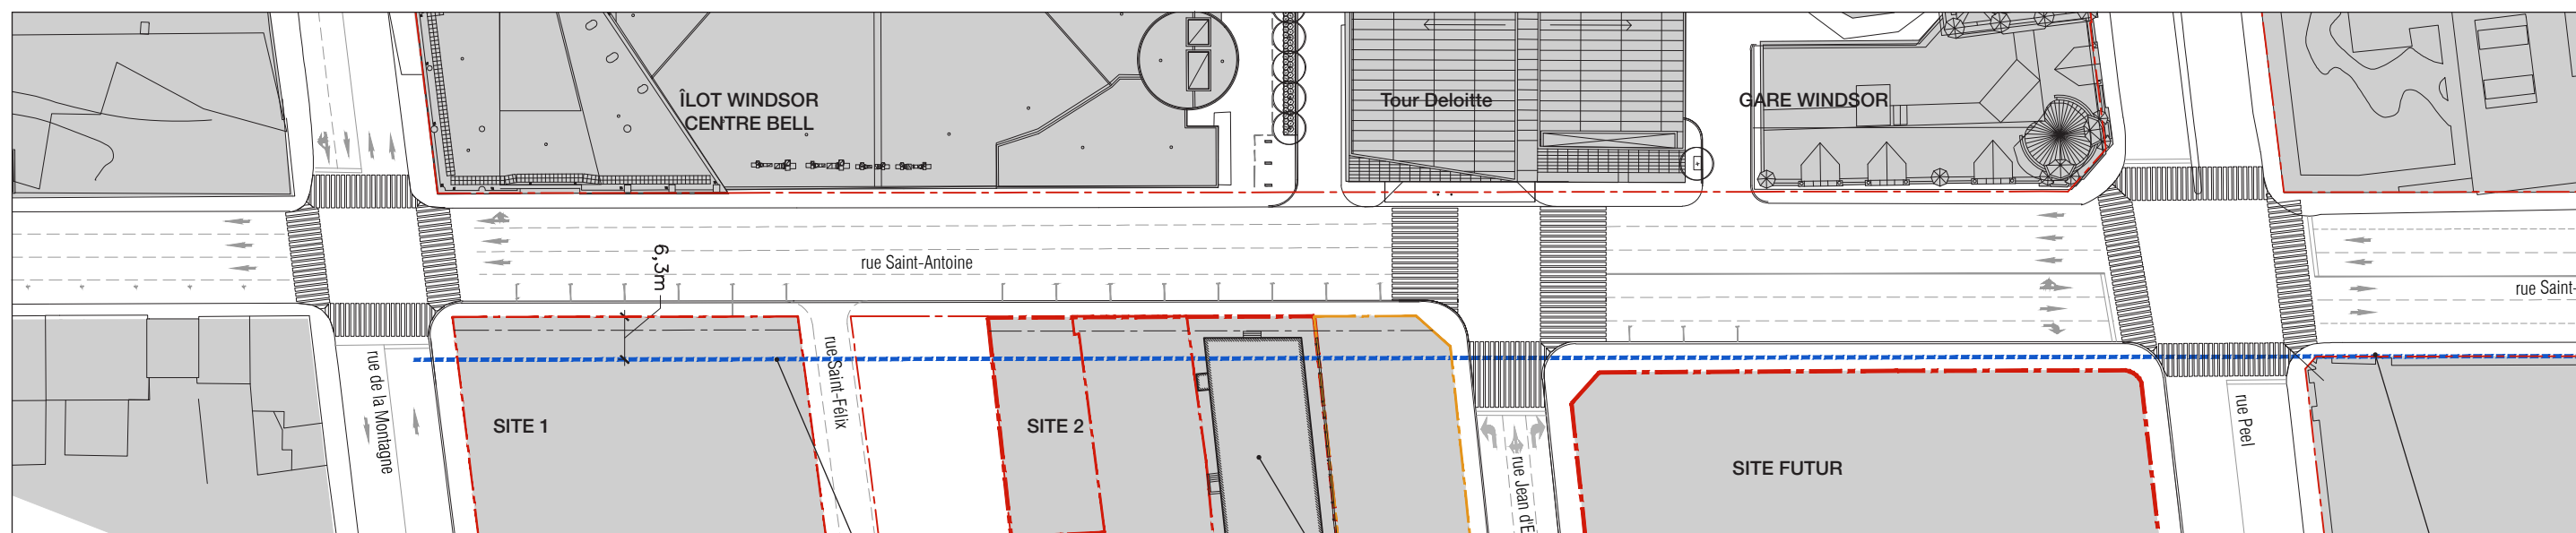 ÎLOT WINDSOR
CENTRE BELL
Tour Deloitte
GARE WINDSOR
6,3m
rue Saint-Antoine
rue Saint-
rue de la Montagne
rue Saint-Félix
rue Jean d'E
rue Peel
SITE 1
SITE 2
SITE FUTUR